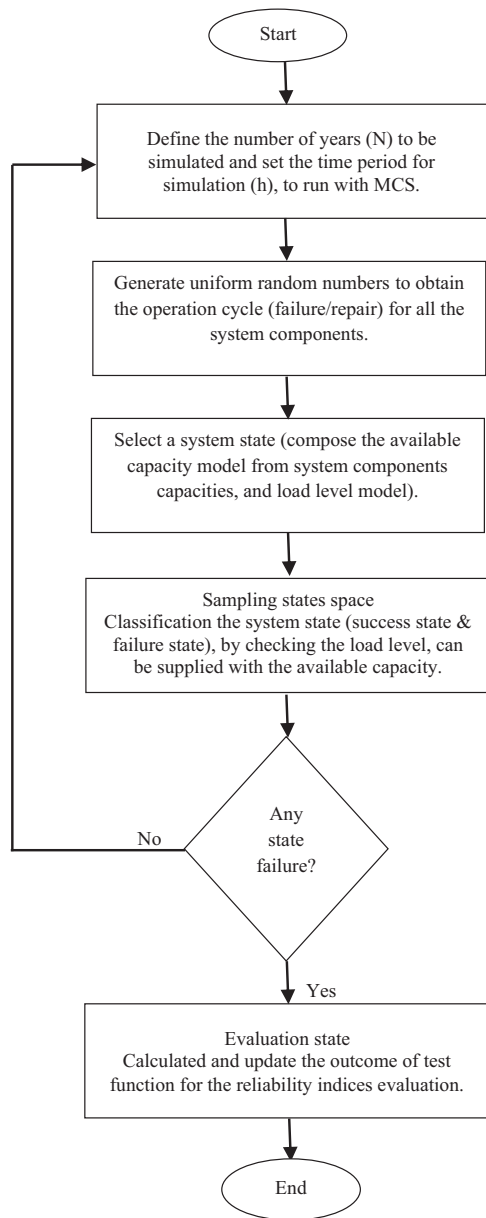 Start
Define the number of years (N) to be
simulated and set the time period for
simulation (h), to run with MCS.
Generate uniform random numbers to obtain
the operation cycle (failure/repair) for all the
system components.
Select a system state (compose the available
capacity model from system components
capacities, and load level model).
Sampling states space
Classification the system state (success state &
failure state), by checking the load level, can
be supplied with the available capacity.
Any
state
failure?
No
Yes
Evaluation state
Calculated and update the outcome of test
function for the reliability indices evaluation.
End